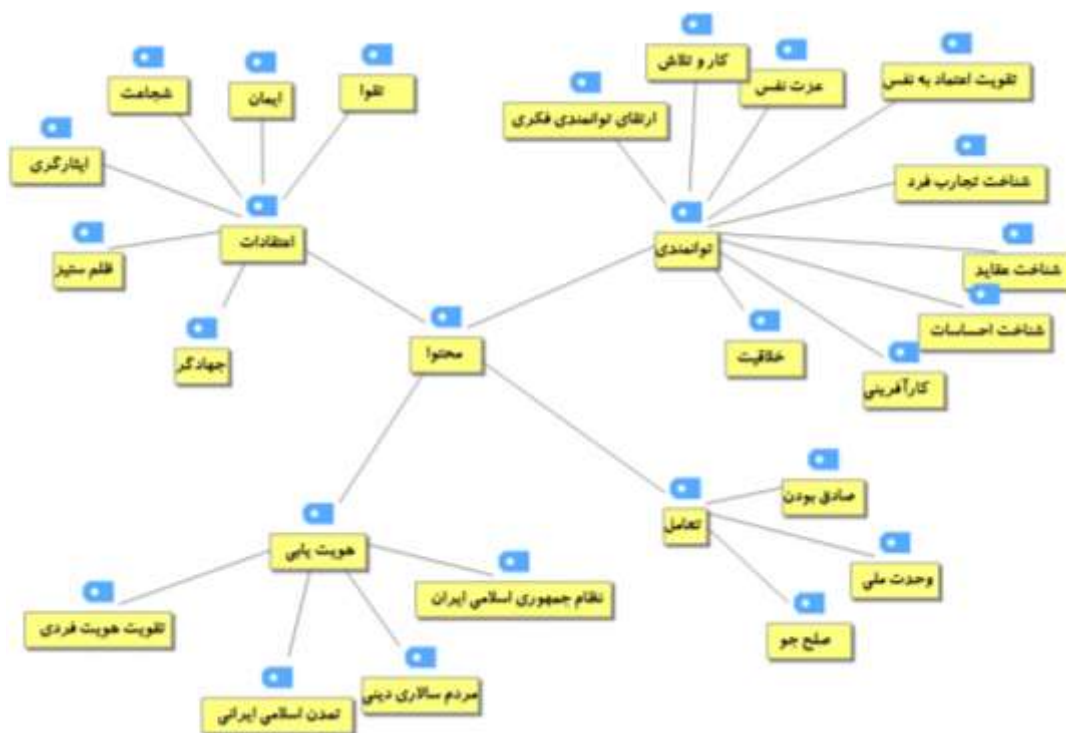 کار و تلاش
تقوا
ایمان
شجاعت
تقویت اعتماد به نفس
عزت نفس
ارتقای توانمندی فکری
ایثارگری
شناخت تجارب فرد
اعتقادات
توانمندی
ظلم ستیز
شناخت عقاید
شناخت احساسات
محتوا
خلاقیت
جهادگر
کارآفرینی
صادق بودن
تعامل
هویت یابی
وحدت ملی
نظام جمهوری اسلامی ایران
تقویت هویت فردی
صلح جو
مردم سالاری دینی
تمدن اسلامی ایرانی